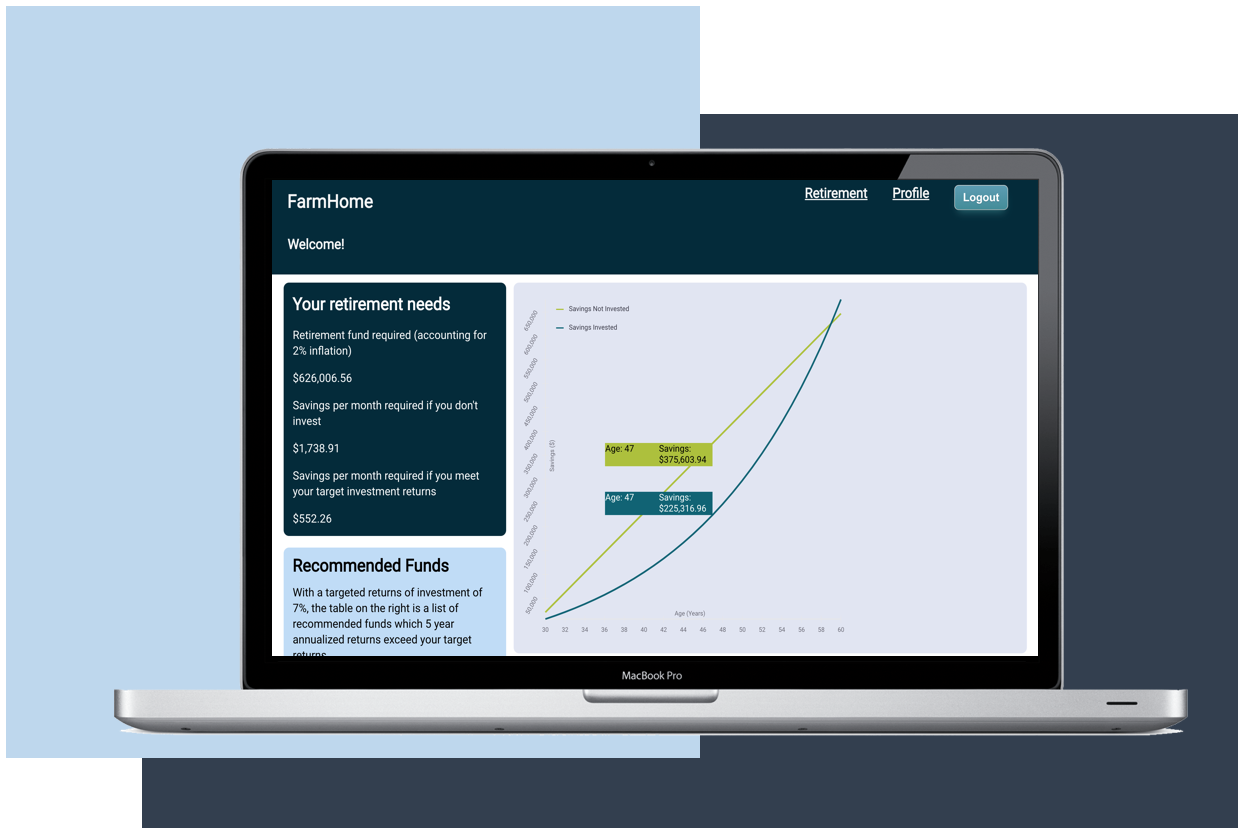 FarmHome
Retirement
Profile
Logout
Welcome!
Your retirement needs
Retirement fund required (accounting for
2% inflation)
$626,006.56
Savings per month required if you don't
invest
$1,738.91
Savings per month required if you meet
your target investment returns
$552.26
Recommended Funds
With a targeted returns of investment of
7%, the table on the right is a list of
recommended funds which 5 year
annualized returns exceed your target
returns.
Savings Not Invested
Savings Invested
650,000
600,000
550,000
500,000
450,000
400,000
350,000
300,000
250,000
200,000
150,000
100,000
50,000
Savings ($)
Age: 47 Savings:
$375,603.94
Age: 47 Savings:
$225,316.96
Age (Years)
30 32 34 36 38 40 42 44 46 48 50 52 54 56 58 60
MacBook Pro